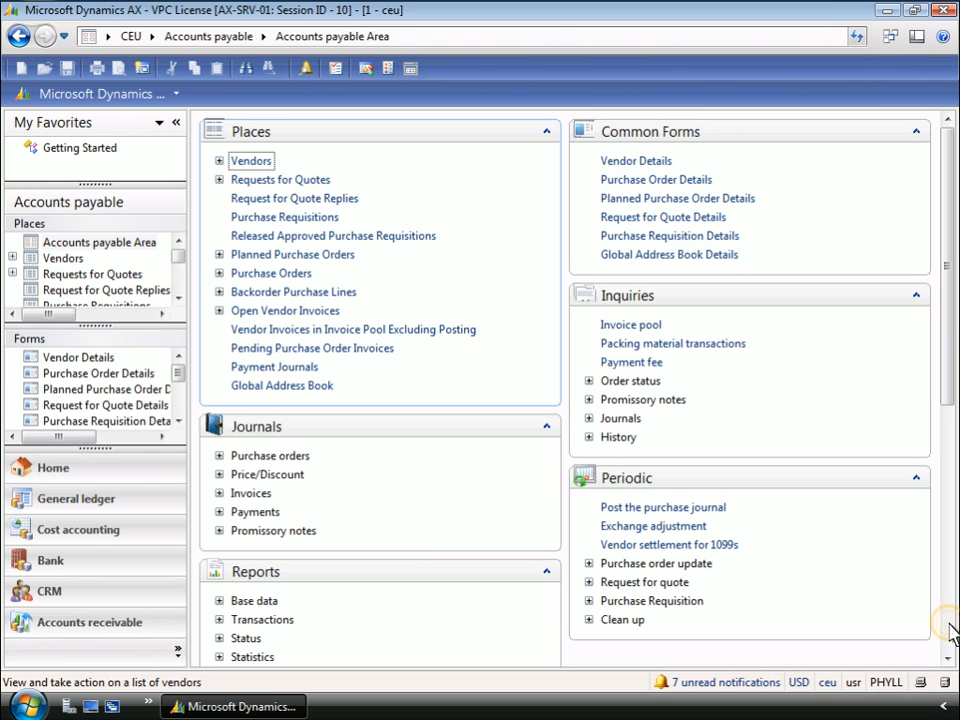 Microsoft Dynamics AX - VPC License [AX-SRV-01: Session ID - 10] - [1 - ceu]
CEU Accounts payable Accounts payable Area
Microsoft Dynamics ...
My Favorites
Getting Started
Accounts payable
Places
Accounts payable Area
Vendors
Requests for Quotes
Request for Quote Replies
Purchase Requisitions
Forms
Vendor Details
Purchase Order Details
Planned Purchase Order D
Request for Quote Details
Purchase Requisition Deta
Home
General ledger
Cost accounting
Bank
CRM
Accounts receivable
Places
Vendors
Requests for Quotes
Request for Quote Replies
Purchase Requisitions
Released Approved Purchase Requisitions
Planned Purchase Orders
Purchase Orders
Backorder Purchase Lines
Open Vendor Invoices
Vendor Invoices in Invoice Pool Excluding Posting
Pending Purchase Order Invoices
Payment Journals
Global Address Book
Journals
Purchase orders
Price/Discount
Invoices
Payments
Promissory notes
Reports
Base data
Transactions
Status
Statistics
Common Forms
Vendor Details
Purchase Order Details
Planned Purchase Order Details
Request for Quote Details
Purchase Requisition Details
Global Address Book Details
Inquiries
Invoice pool
Packing material transactions
Payment fee
Order status
Promissory notes
Journals
History
Periodic
Post the purchase journal
Exchange adjustment
Vendor settlement for 1099s
Purchase order update
Request for quote
Purchase Requisition
Clean up
View and take action on a list of vendors
7 unread notifications USD ceu usr PHYLL
Microsoft Dynamics...